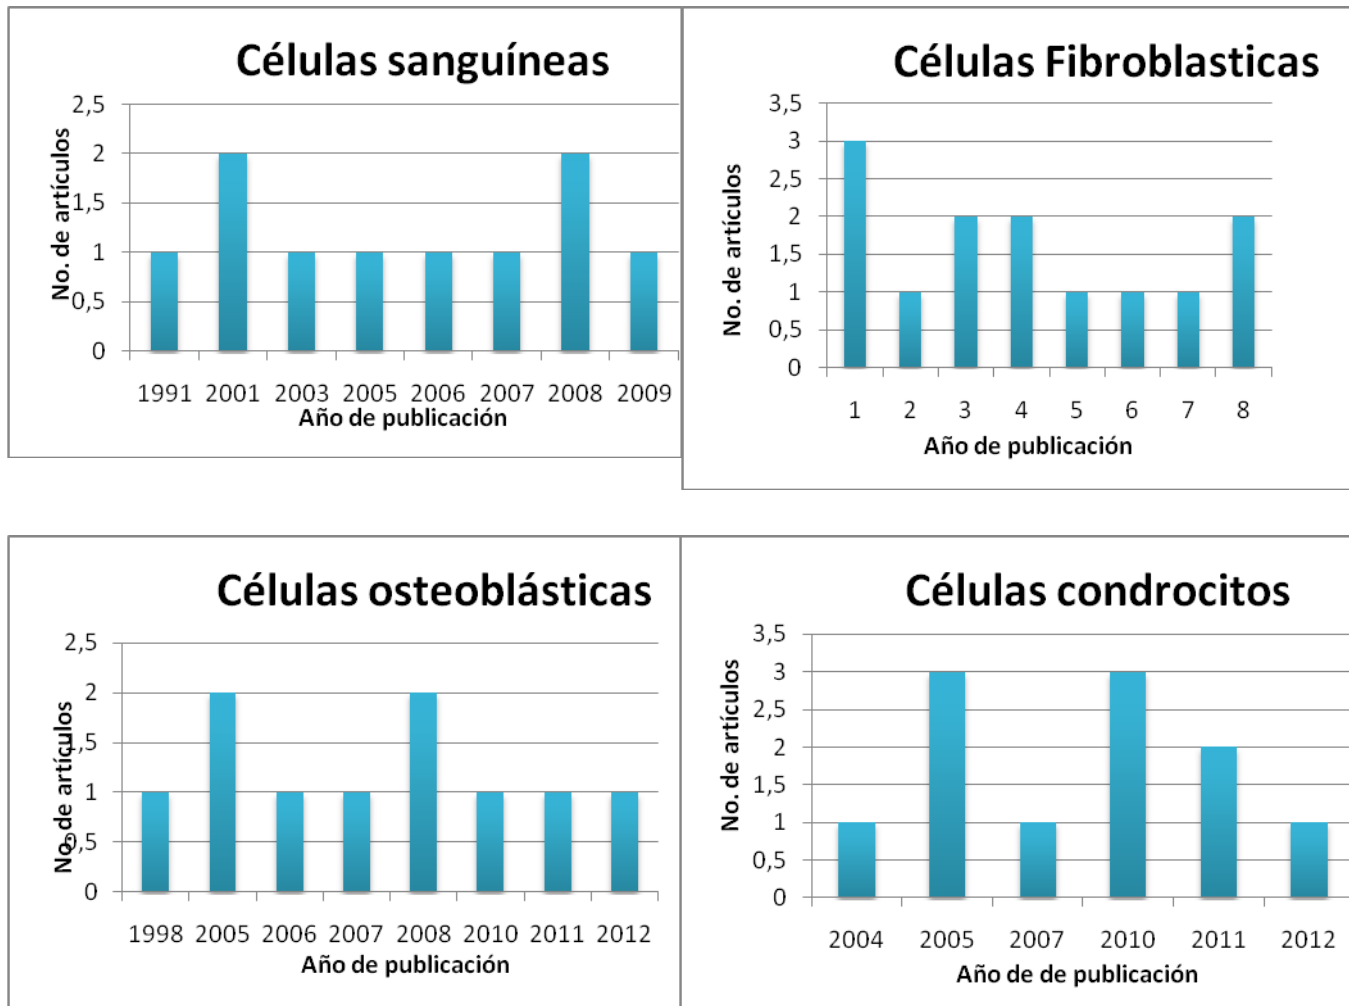 Células sanguíneas
No. de artículos
2,5
2
1,5
1
0,5
0
1991 2001 2003 2005 2006 2007 2008 2009
Año de publicación
Células Fibroblasticas
No. de artículos
3,5
3
2,5
2
1,5
1
0,5
0
1 2 3 4 5 6 7 8
Año de publicación
Células osteoblásticas
No. de artículos
2,5
2
1,5
1
0,5
0
1998 2005 2006 2007 2008 2010 2011 2012
Año de publicación
Células condrocitos
No. de artículos
3,5
3
2,5
2
1,5
1
0,5
0
2004 2005 2007 2010 2011 2012
Año de de publicación